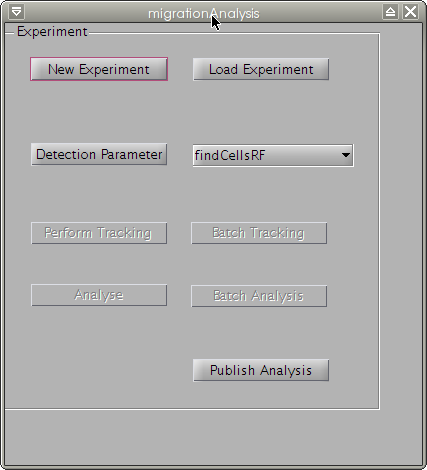 migrationAnalysis
Experiment
New Experiment
Load Experiment
Detection Parameter
findCellsRF
Perform Tracking
Batch Tracking
Analyse
Batch Analysis
Publish Analysis